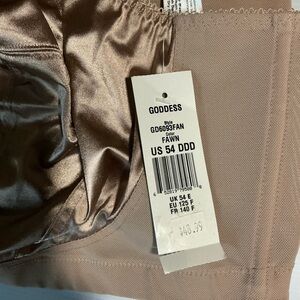 GODDESS
Style
GD6093FAN
Color
FAWN
US 54 DDD
UK 54 E
EU 125 F
FR 140 F